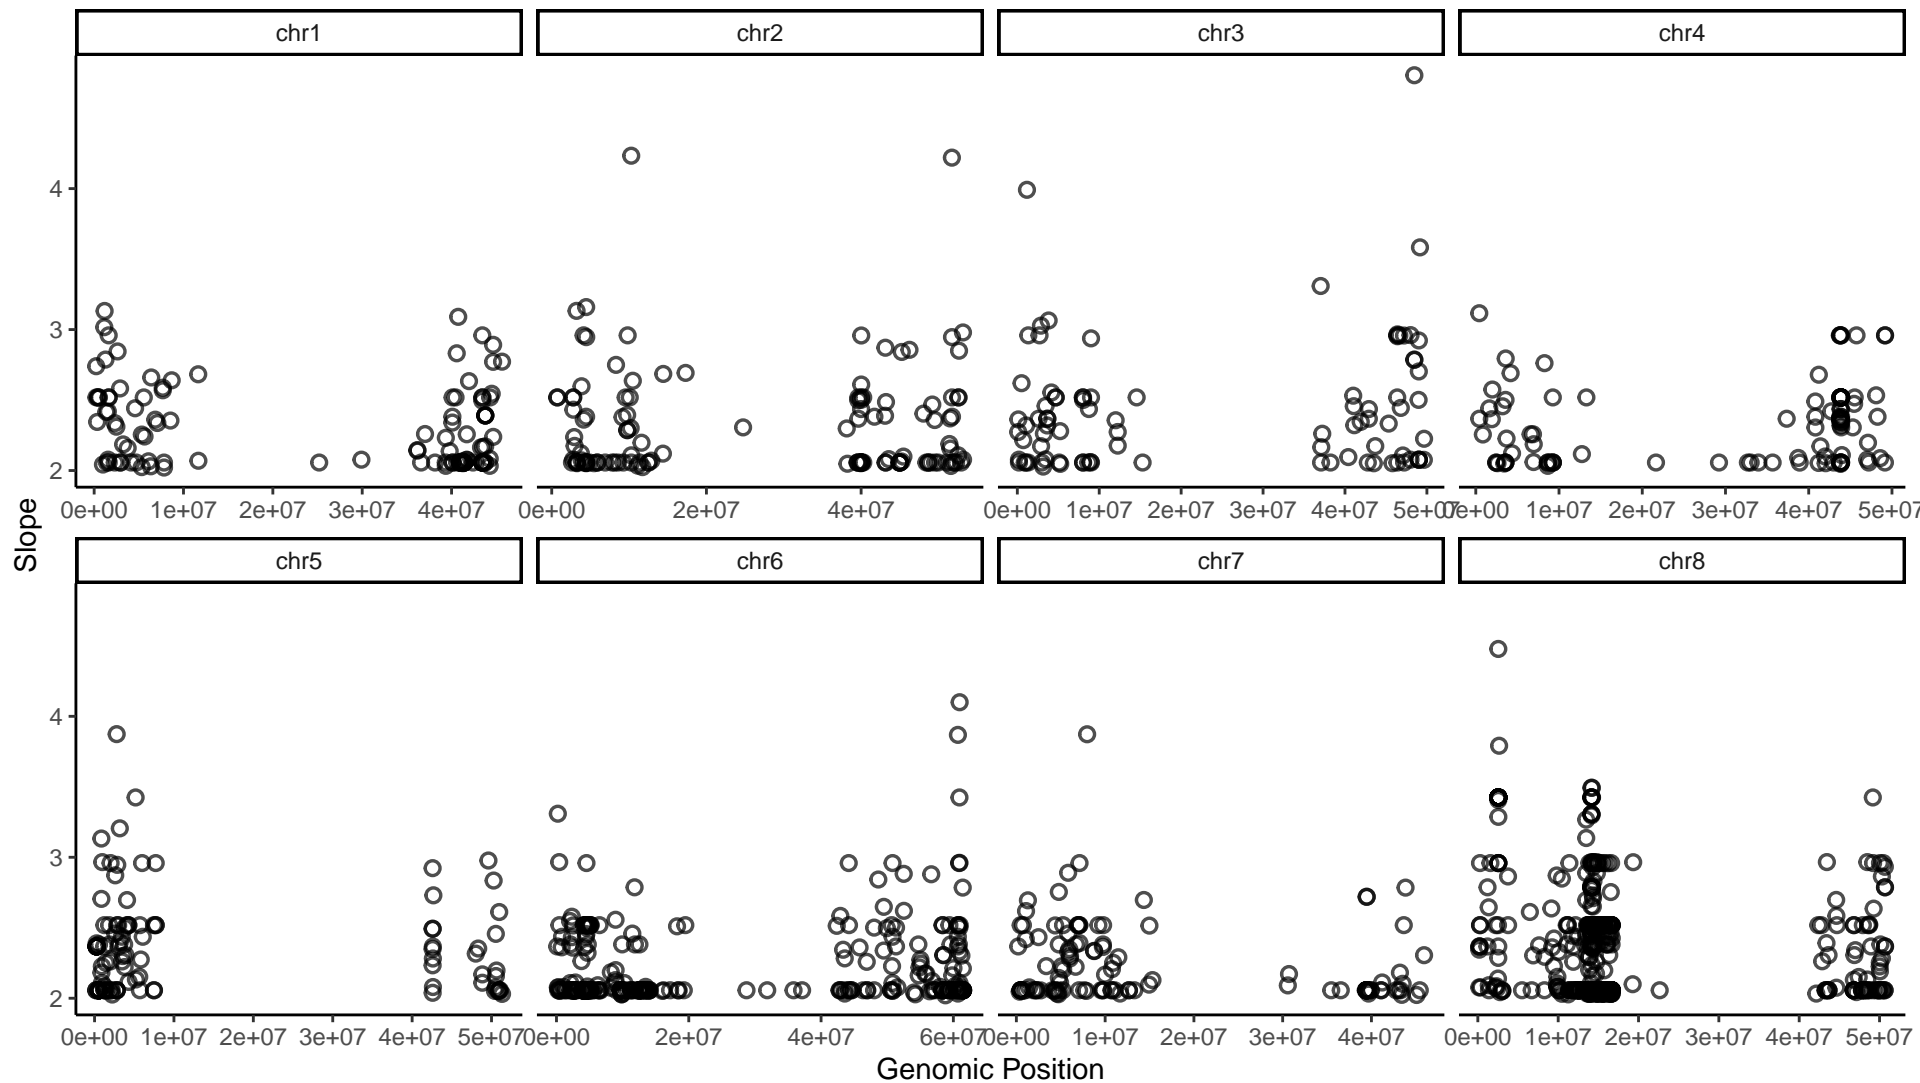 chr1 chr2 chr3 chr4
4
3
2
0e+00 1e+07 2e+07 3e+07 4e+07 0e+00 2e+07 4e+07 0e+00 1e+07 2e+07 3e+07 4e+07 5e+07 0e+00 1e+07 2e+07 3e+07 4e+07 5e+07
Slope
chr5 chr6 chr7 chr8
4
3
2
0e+00 1e+07 2e+07 3e+07 4e+07 5e+07 0e+00 2e+07 4e+07 6e+07 0e+00 1e+07 2e+07 3e+07 4e+07 0e+00 1e+07 2e+07 3e+07 4e+07 5e+07
Genomic Position